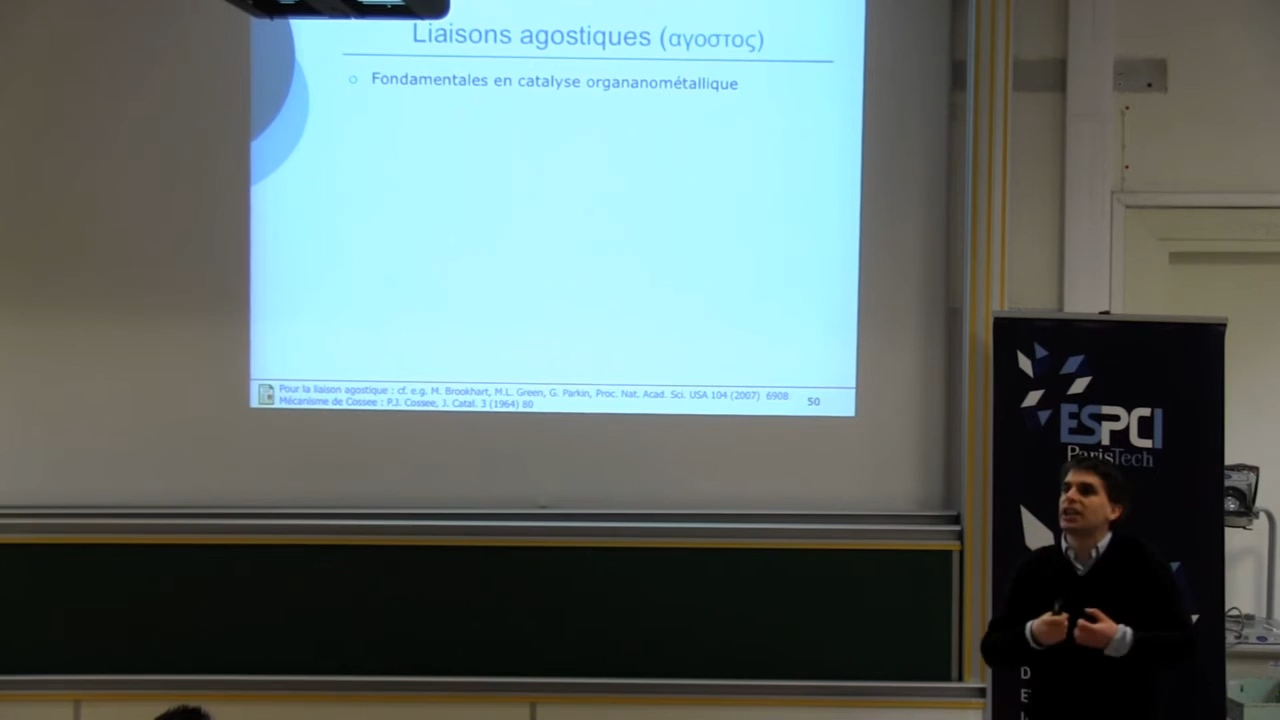 Liaisons agostiques (αγοστος)
Fondamentales en catalyse organanométallique
Pour la liaison agostique : cf. e.g. M. Brookhart, M.L. Green, G. Parkin, Proc. Nat. Acad. Sci. USA 104 (2007) 6908
Mécanisme de Cossee : P.J. Cossee, J. Catal. 3 (1964) 80
50
ESPCI
ParisTech
D
E